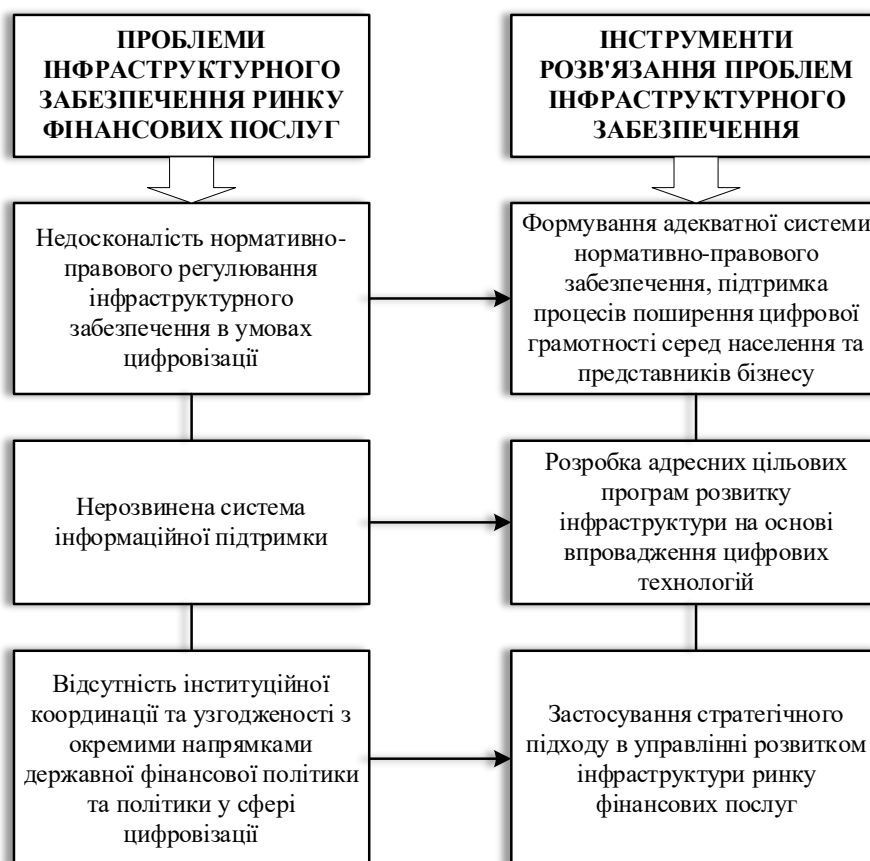 ПРОБЛЕМИ
ІНФРАСТРУКТУРНОГО
ЗАБЕЗПЕЧЕННЯ РИНКУ
ФІНАНСОВИХ ПОСЛУГ
ІНСТРУМЕНТИ
РОЗВ'ЯЗАННЯ ПРОБЛЕМ
ІНФРАСТРУКТУРНОГО
ЗАБЕЗПЕЧЕННЯ
Недосконалість нормативно-
правового регулювання
інфраструктурного
забезпечення в умовах
цифровізації
Формування адекватної системи
нормативно-правового
забезпечення, підтримка
процесів поширення цифрової
грамотності серед населення та
представників бізнесу
Нерозвинена система
інформаційної підтримки
Розробка адресних цільових
програм розвитку
інфраструктури на основі
впровадження цифрових
технологій
Відсутність інституційної
координації та узгодженості з
окремими напрямками
державної фінансової політики
та політики у сфері
цифровізації
Застосування стратегічного
підходу в управлінні розвитком
інфраструктури ринку
фінансових послуг